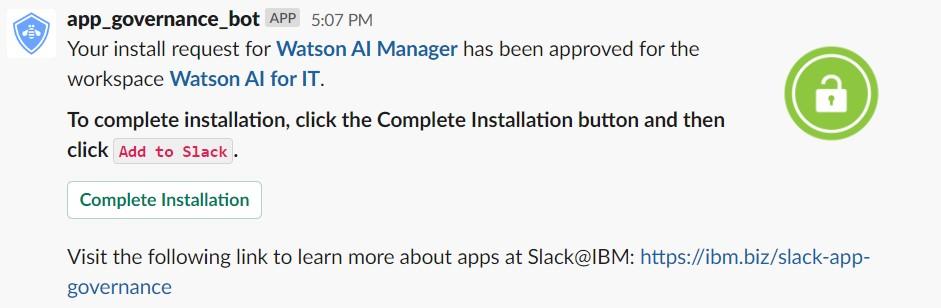 app_governance_bot APP 5:07 PM
Your install request for Watson AI Manager has been approved for the
workspace Watson AI for IT.
To complete installation, click the Complete Installation button and then
click Add to Slack.
Complete Installation
Visit the following link to learn more about apps at Slack@IBM: https://ibm.biz/slack-app-
governance